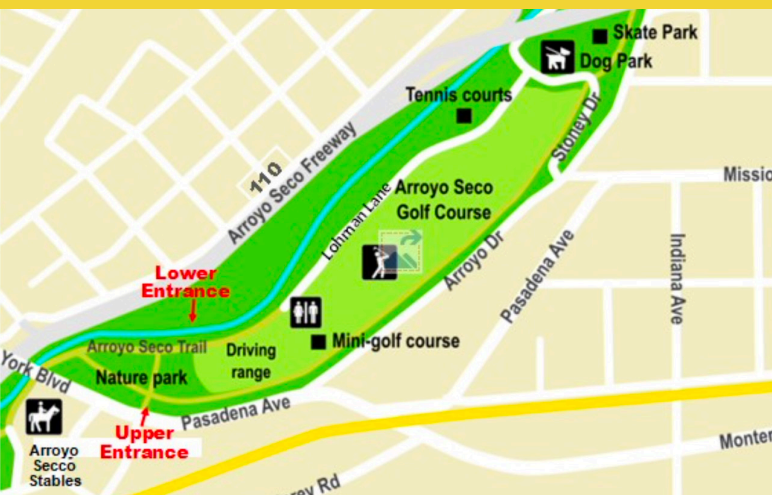 Skate Park
Dog Park
Tennis courts
Stoney Dr
110
Arroyo Seco Freeway
Missio
Lohman Lane
Arroyo Seco
Golf Course
Arroyo Dr
Pasadena Ave
Indiana Ave
Lower
Entrance
Mini-golf course
Arroyo Seco Trail
Driving
range
York Blvd
Nature park
Pasadena Ave
Upper
Entrance
Arroyo
Secco
Stables
Monter
ey Rd